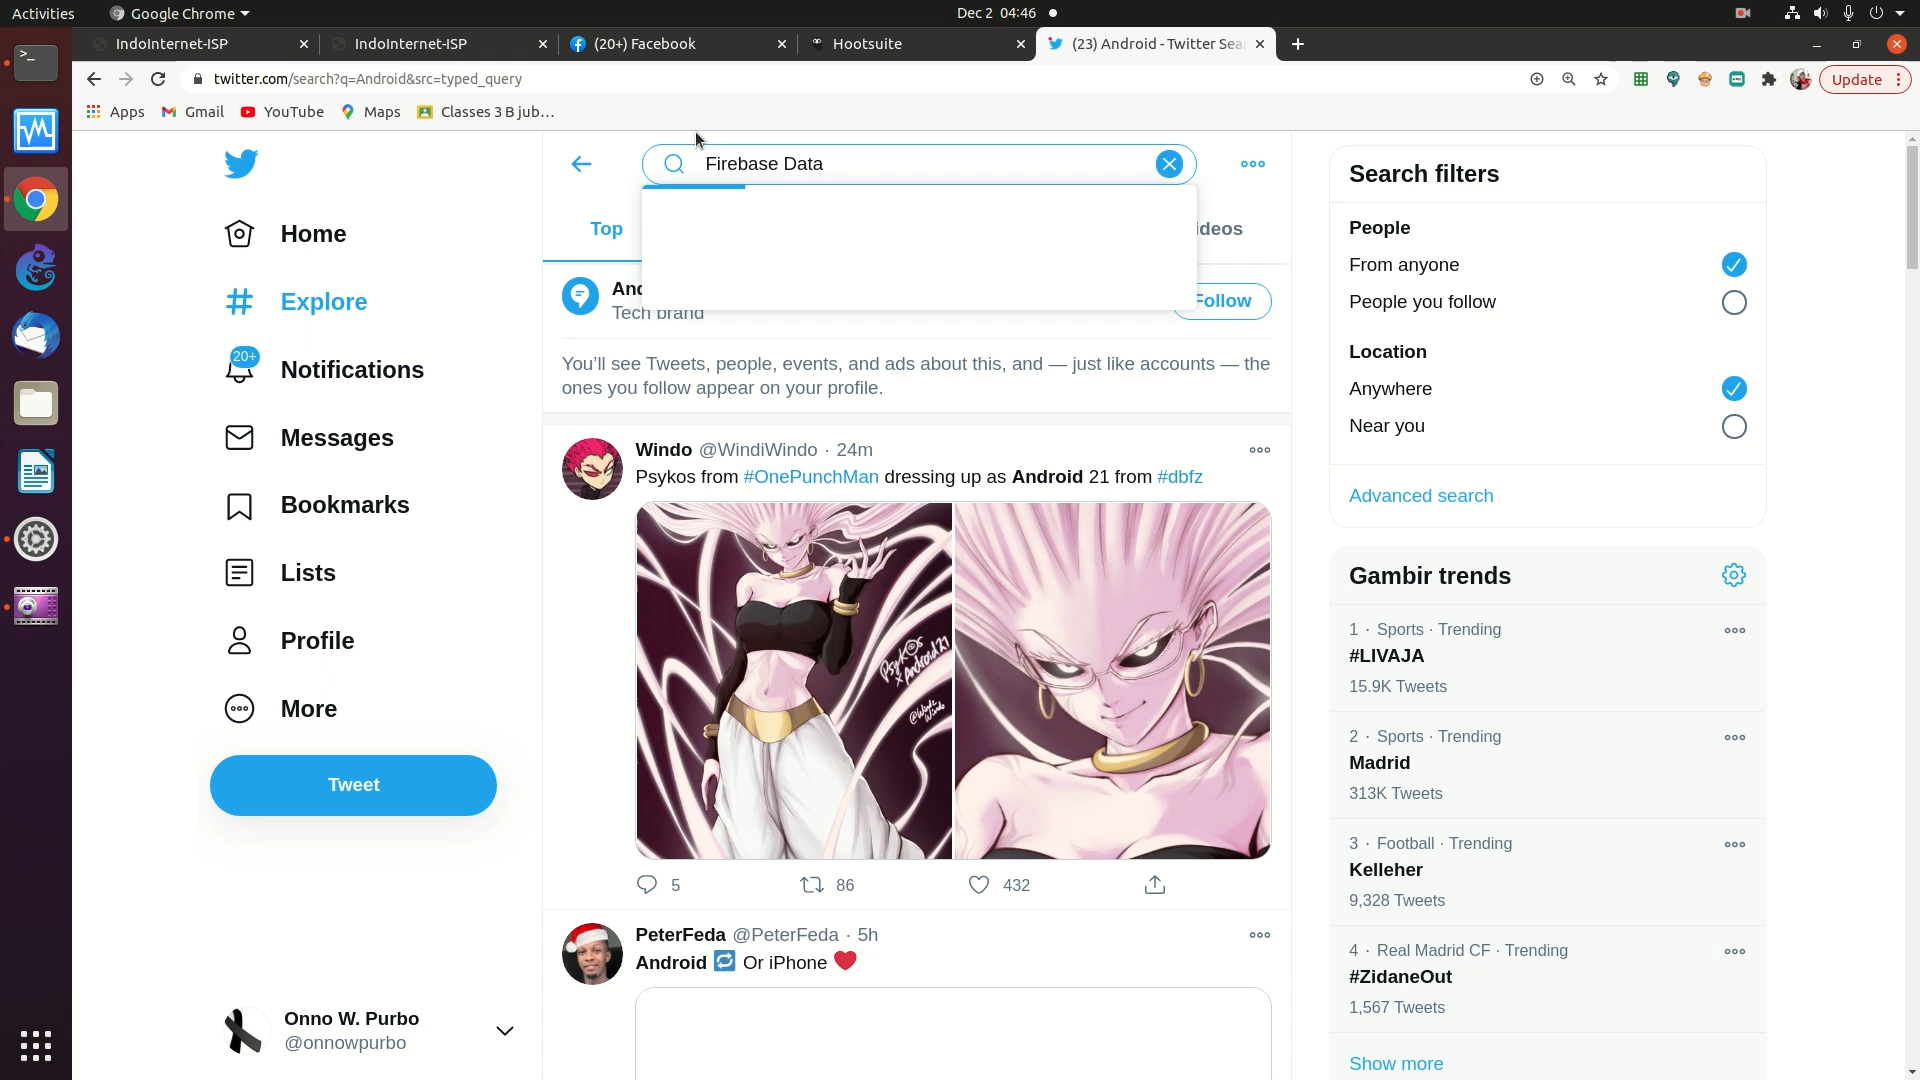 Activities
Google Chrome
Dec 2 04:46
IndoInternet-ISP
IndoInternet-ISP
(20+) Facebook
Hootsuite
(23) Android - Twitter Sea
twitter.com/search?q=Android&src=typed_query
Update
Apps
Gmail
YouTube
Maps
Classes 3 B jub...
Home
Explore
20+
Notifications
Messages
Bookmarks
Lists
Profile
More
Tweet
Onno W. Purbo
@onnowpurbo
Firebase Data
Top
ideos
And
Tech brand
Follow
You'll see Tweets, people, events, and ads about this, and — just like accounts — the
ones you follow appear on your profile.
Windo @WindiWindo · 24m
Psykos from #OnePunchMan dressing up as Android 21 from #dbfz
Psykos
x Android 21
5
86
432
PeterFeda @PeterFeda · 5h
Android 🔁 Or iPhone ❤️
Search filters
People
From anyone
People you follow
Location
Anywhere
Near you
Advanced search
Gambir trends
1 · Sports · Trending
#LIVAJA
15.9K Tweets
2 · Sports · Trending
Madrid
313K Tweets
3 · Football · Trending
Kelleher
9,328 Tweets
4 · Real Madrid CF · Trending
#ZidaneOut
1,567 Tweets
Show more